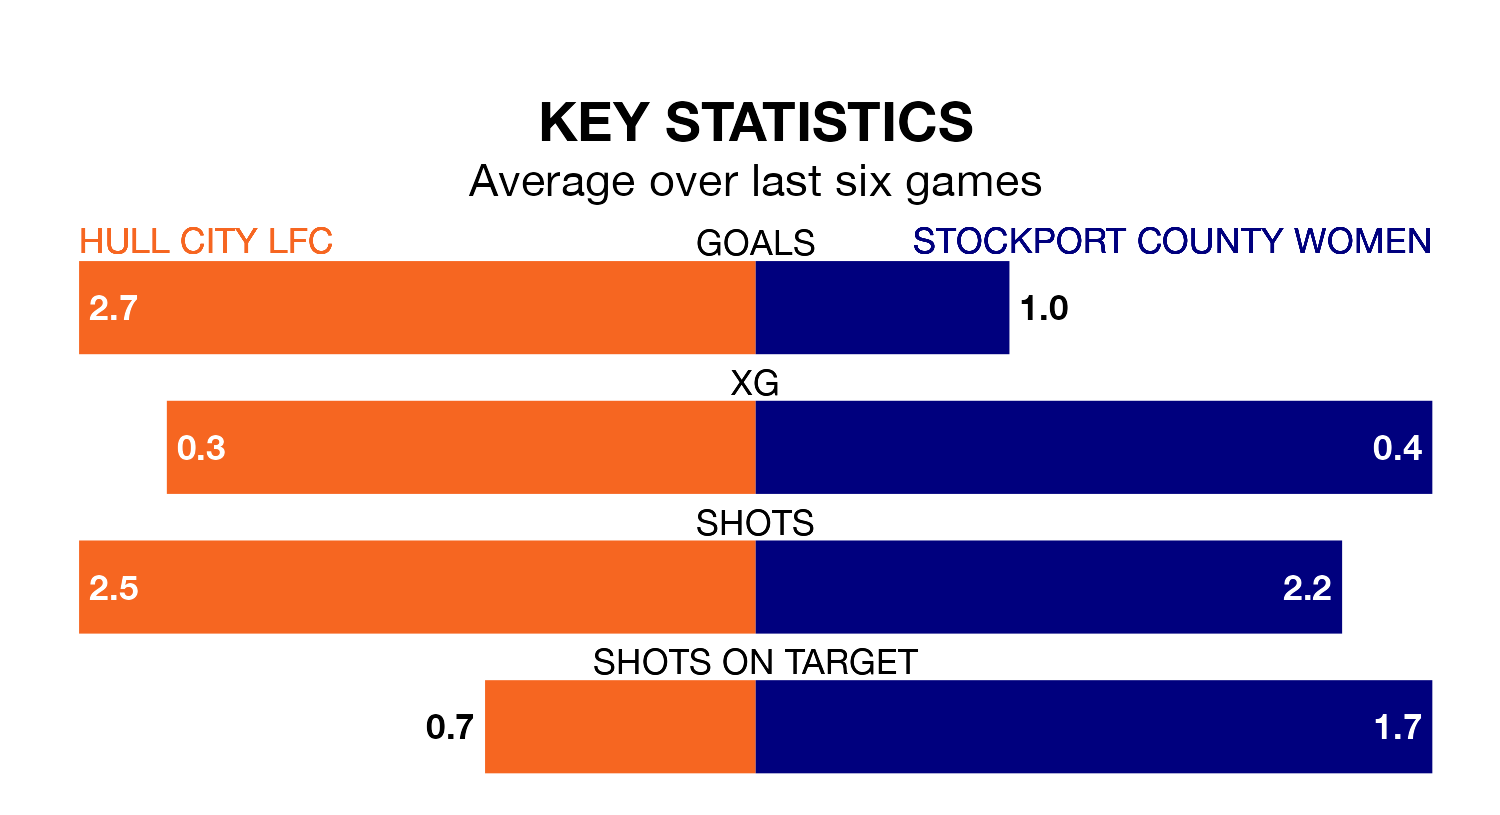 KEY STATISTICS
Average over last six games
HULL CITY LFC
GOALS
STOCKPORT COUNTY WOMEN
2.7
1.0
XG
0.3
0.4
SHOTS
2.5
2.2
SHOTS ON TARGET
0.7
1.7